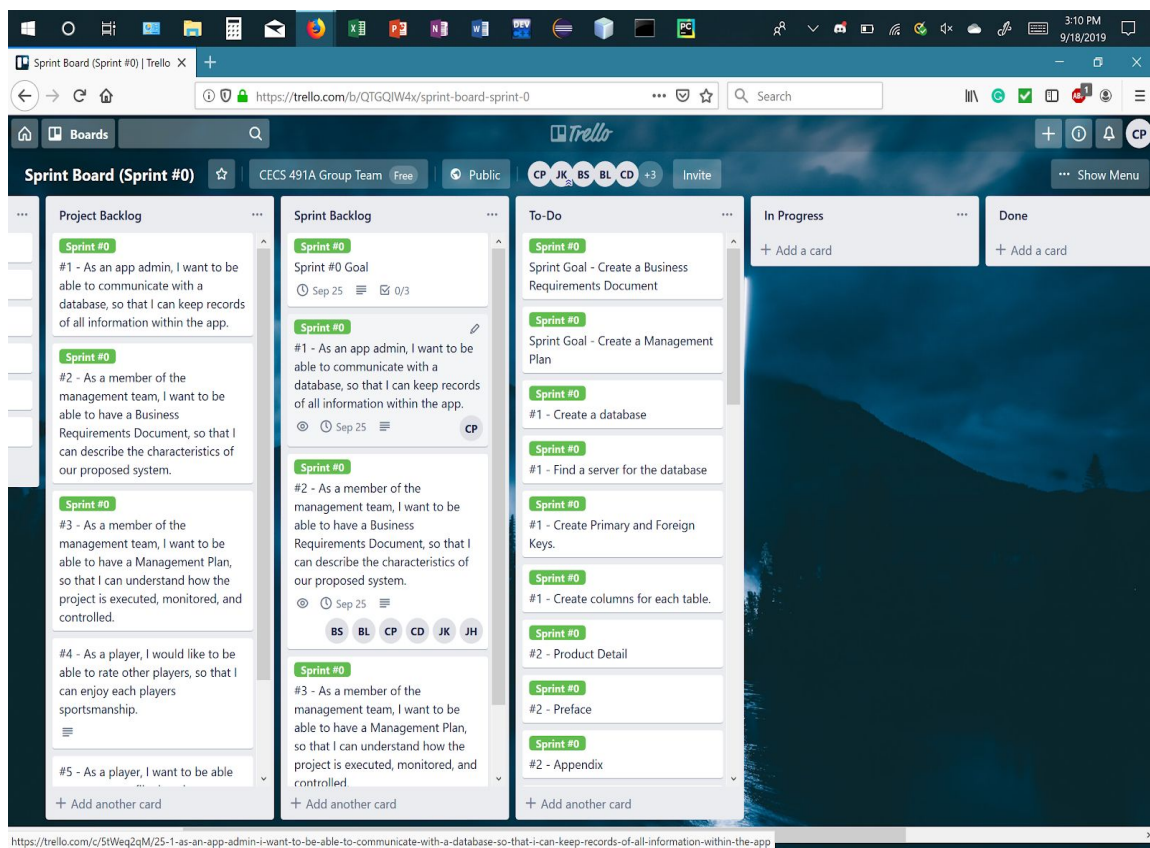 DEV
PC
3:10 PM
9/18/2019
Sprint Board (Sprint #0) | Trello
https://trello.com/b/QTGQIW4x/sprint-board-sprint-0
Search
ABP
1
Boards
Trello
CP
Sprint Board (Sprint #0)
CECS 491A Group Team Free
Public
CP JK BS BL CD +3
Invite
Show Menu
Project Backlog
Sprint #0
#1 - As an app admin, I want to be
able to communicate with a
database, so that I can keep records
of all information within the app.
Sprint #0
#2 - As a member of the
management team, I want to be
able to have a Business
Requirements Document, so that I
can describe the characteristics of
our proposed system.
Sprint #0
#3 - As a member of the
management team, I want to be
able to have a Management Plan,
so that I can understand how the
project is executed, monitored, and
controlled.
#4 - As a player, I would like to be
able to rate other players, so that I
can enjoy each players
sportsmanship.
#5 - As a player, I want to be able
+ Add another card
Sprint Backlog
Sprint #0
Sprint #0 Goal
Sep 25 0/3
Sprint #0
#1 - As an app admin, I want to be
able to communicate with a
database, so that I can keep records
of all information within the app.
Sep 25
CP
Sprint #0
#2 - As a member of the
management team, I want to be
able to have a Business
Requirements Document, so that I
can describe the characteristics of
our proposed system.
Sep 25
BS BL CP CD JK JH
Sprint #0
#3 - As a member of the
management team, I want to be
able to have a Management Plan,
so that I can understand how the
project is executed, monitored, and
controlled
+ Add another card
To-Do
Sprint #0
Sprint Goal - Create a Business
Requirements Document
Sprint #0
Sprint Goal - Create a Management
Plan
Sprint #0
#1 - Create a database
Sprint #0
#1 - Find a server for the database
Sprint #0
#1 - Create Primary and Foreign
Keys.
Sprint #0
#1 - Create columns for each table.
Sprint #0
#2 - Product Detail
Sprint #0
#2 - Preface
Sprint #0
#2 - Appendix
+ Add another card
In Progress
+ Add a card
Done
+ Add a card
https://trello.com/c/5tWeq2qM/25-1-as-an-app-admin-i-want-to-be-able-to-communicate-with-a-database-so-that-i-can-keep-records-of-all-information-within-the-app